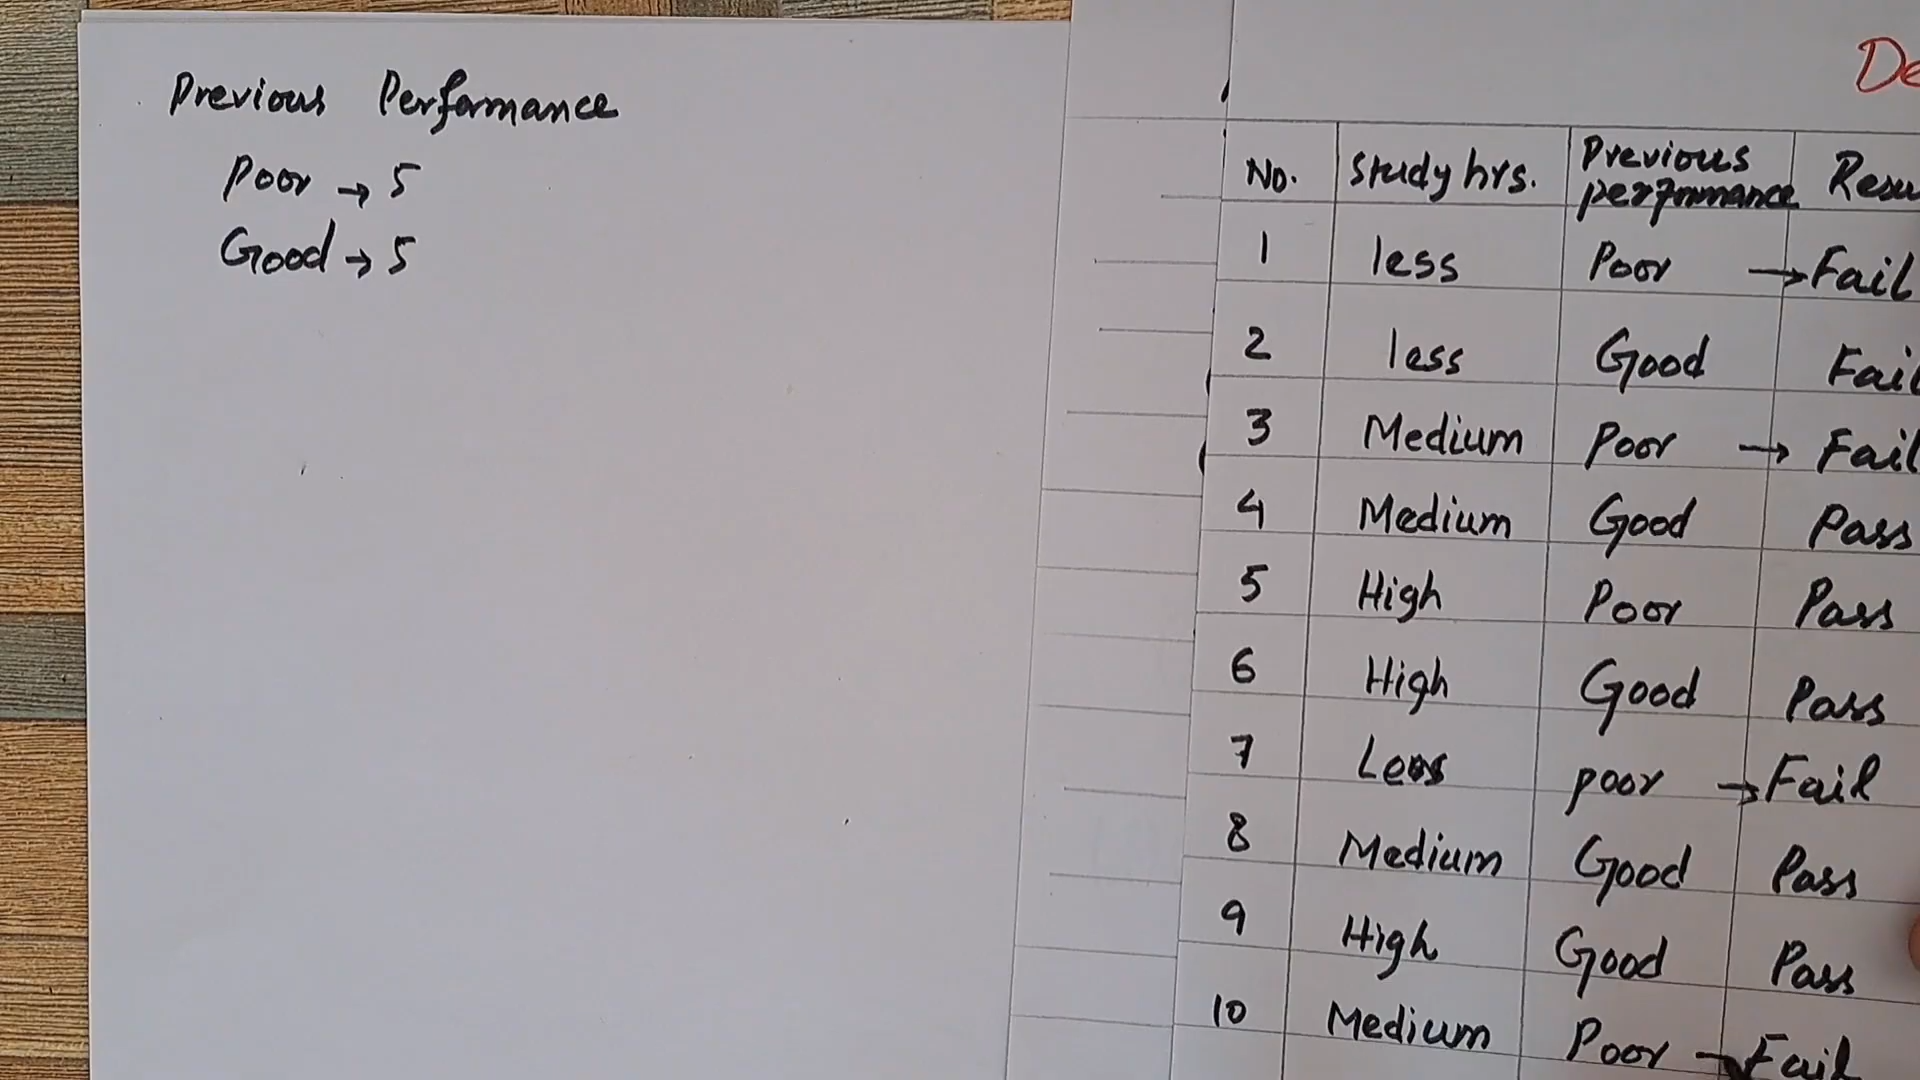 Previous Performance
Poor → 5
Good → 5
No. Study hrs. Previous performance
1 less Poor → Fail
2 less Good Fail
3 Medium Poor → Fail
4 Medium Good Pass
5 High Poor Pass
6 High Good Pass
7 Less poor → Fail
8 Medium Good Pass
9 High Good Pass
10 Medium Poor → Fail